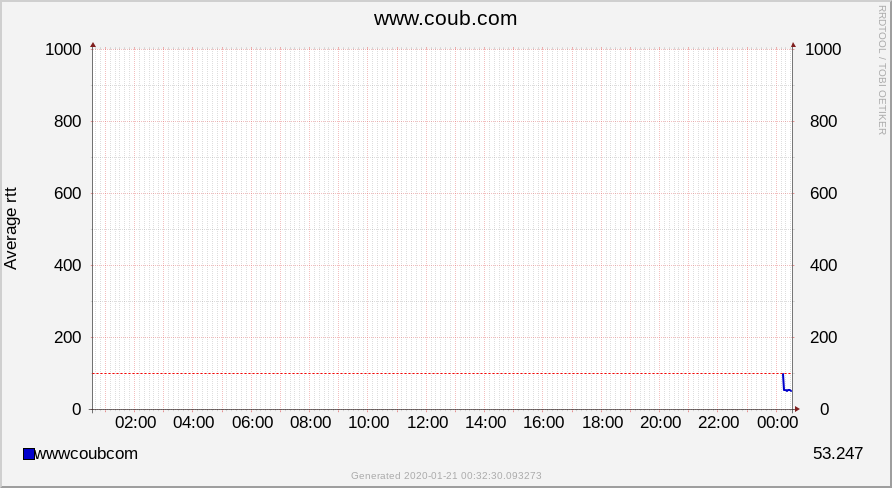 www.coub.com
RRDTOOL / TOBI OETIKER
1000 1000
800 800
600 600
400 400
200 200
0 0
Average rtt
02:00 04:00 06:00 08:00 10:00 12:00 14:00 16:00 18:00 20:00 22:00 00:00
wwwcoubcom 53.247
Generated 2020-01-21 00:32:30.093273